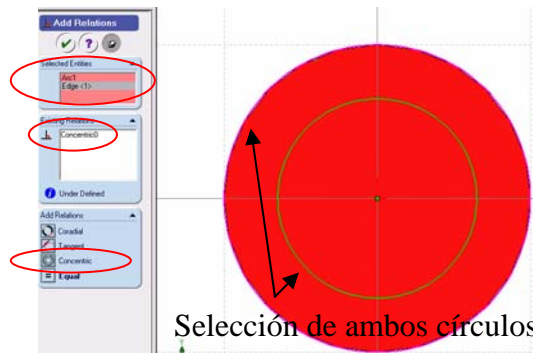 Add Relations
Selected Entities
Arc1
Edge <1>
Existing Relations
Concentric0
Under Defined
Add Relations
Coradial
Tangent
Concentric
Equal
Selección de ambos círculos